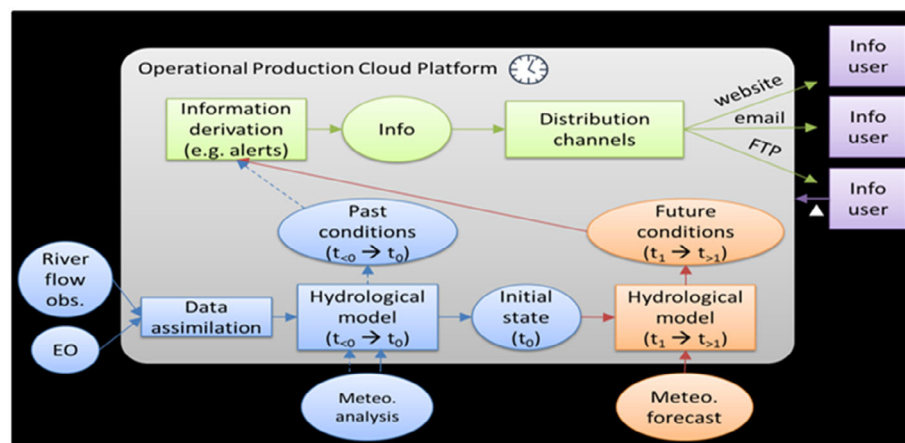 Operational Production Cloud Platform
Information
derivation
(e.g. alerts)
Info
Distribution
channels
website
email
FTP
Info
user
Info
user
Info
user
Past
conditions
(t<0 → t0)
Future
conditions
(t1 → t>1)
River
flow
obs.
EO
Data
assimilation
Hydrological
model
(t<0 → t0)
Initial
state
(t0)
Hydrological
model
(t1 → t>1)
Meteo.
analysis
Meteo.
forecast